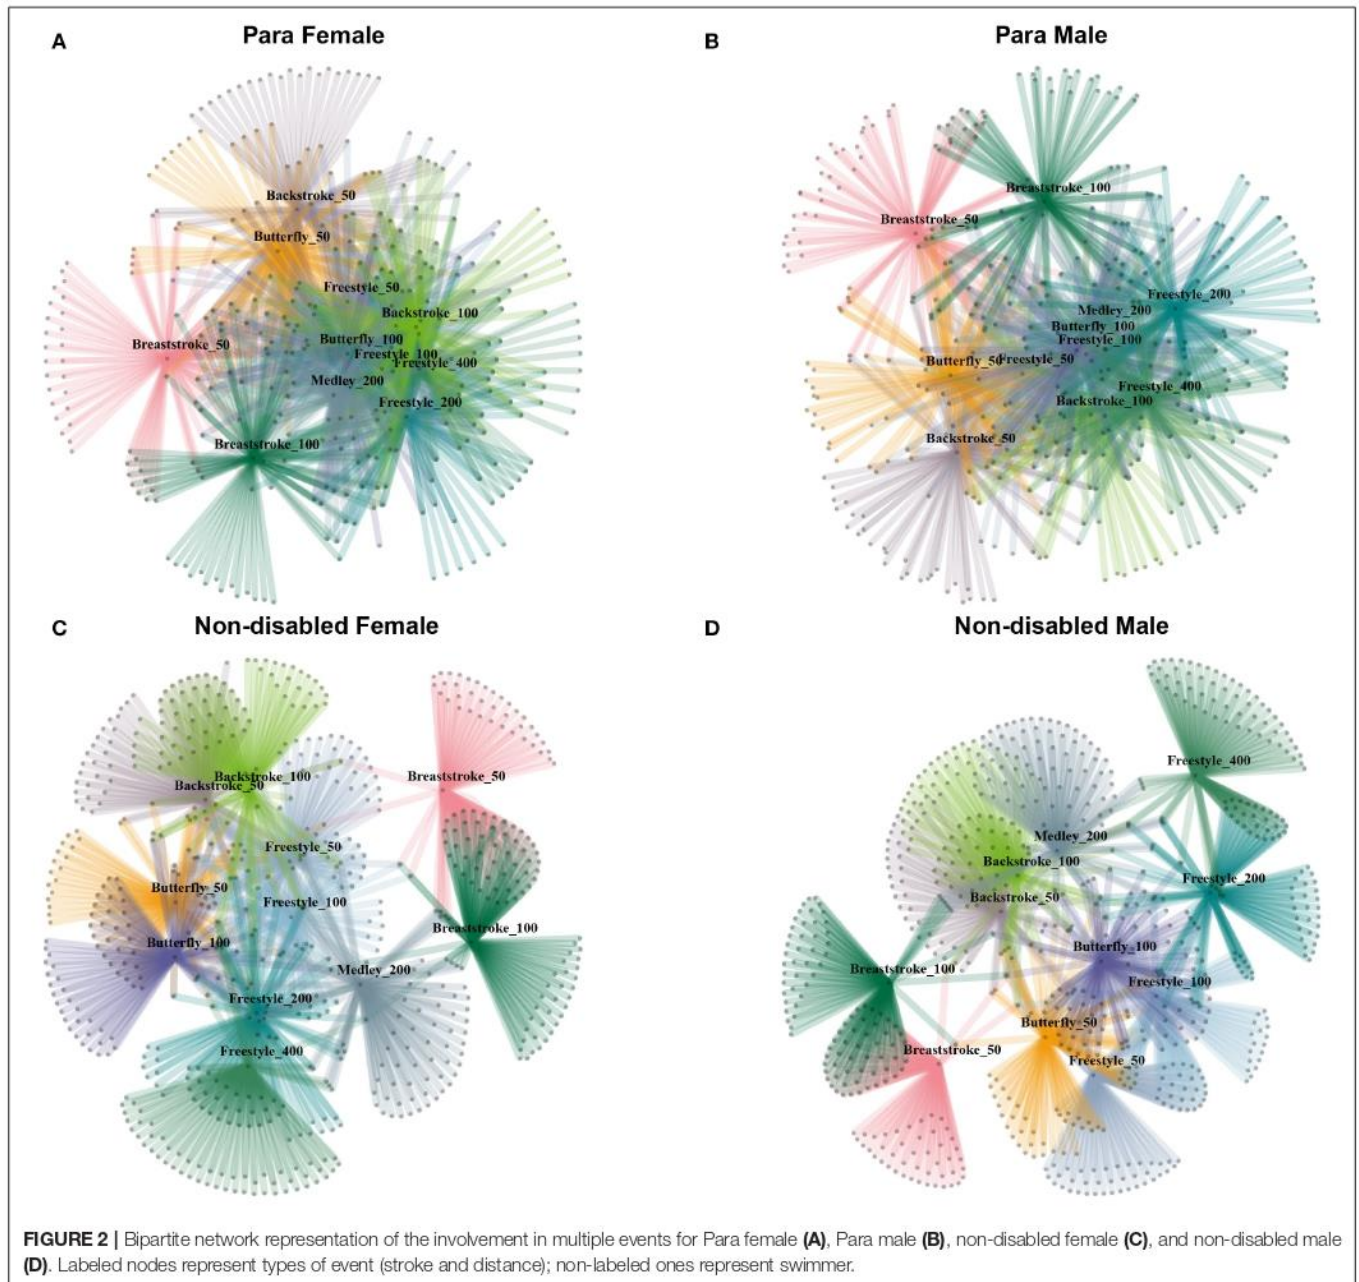 A
Para Female
Backstroke_50
Butterfly_50
Freestyle_50
Backstroke_100
Butterfly_100
Breaststroke_50
Freestyle_100
Freestyle_400
Medley_200
Freestyle_200
Breaststroke_100
B
Para Male
Breaststroke_100
Breaststroke_50
Freestyle_200
Medley_200
Butterfly_100
Freestyle_100
Butterfly_50
Freestyle_50
Freestyle_400
Backstroke_100
Backstroke_50
C
Non-disabled Female
Backstroke_100
Breaststroke_50
Backstroke_50
Freestyle_50
Butterfly_50
Freestyle_100
Breaststroke_100
Butterfly_100
Medley_200
Freestyle_200
Freestyle_400
D
Non-disabled Male
Freestyle_400
Medley_200
Backstroke_100
Freestyle_200
Backstroke_50
Butterfly_100
Breaststroke_100
Freestyle_100
Butterfly_50
Breaststroke_50
Freestyle_50
FIGURE 2 | Bipartite network representation of the involvement in multiple events for Para female (A), Para male (B), non-disabled female (C), and non-disabled male
(D). Labeled nodes represent types of event (stroke and distance); non-labeled ones represent swimmer.